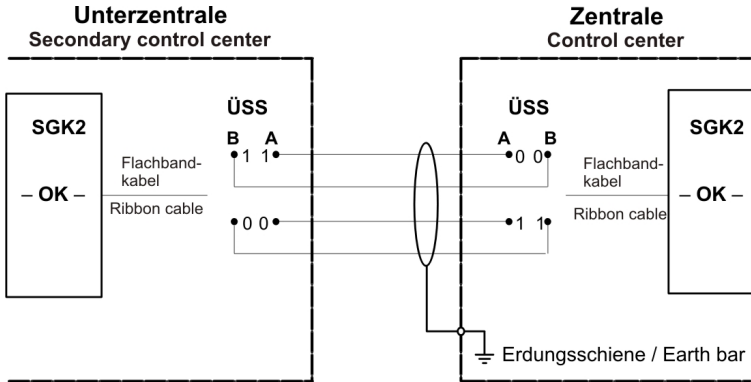 Unterzentrale
Secondary control center
Zentrale
Control center
SGK2
– OK –
Flachband-
kabel
Ribbon cable
ÜSS
B A
1 1
0 0
ÜSS
A B
0 0
1 1
Flachband-
kabel
Ribbon cable
SGK2
– OK –
Erdungsschiene / Earth bar